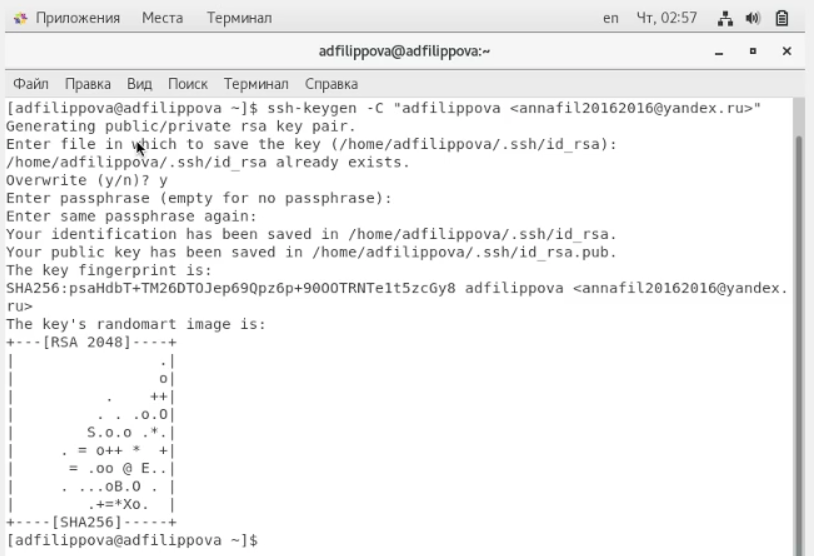 Приложения Места Терминал en Чт, 02:57
adfilippova@adfilippova:~
Файл Правка Вид Поиск Терминал Справка
[adfilippova@adfilippova ~]$ ssh-keygen -C "adfilippova <annafil20162016@yandex.ru>"
Generating public/private rsa key pair.
Enter file in which to save the key (/home/adfilippova/.ssh/id_rsa):
/home/adfilippova/.ssh/id_rsa already exists.
Overwrite (y/n)? y
Enter passphrase (empty for no passphrase):
Enter same passphrase again:
Your identification has been saved in /home/adfilippova/.ssh/id_rsa.
Your public key has been saved in /home/adfilippova/.ssh/id_rsa.pub.
The key fingerprint is:
SHA256:psaHdbT+TM26DTOJep69Qpz6p+90OOTRNTe1t5zcGy8 adfilippova <annafil20162016@yandex.
ru>
The key's randomart image is:
+---[RSA 2048]----+
|                .|
|                o|
|          .    ++|
|         . . .o.O|
|        S.o.o .*.|
|     . = o++ *  +|
|      = .oo @ E..|
|     . ...oB.O . |
|        .+=*Xo.  |
+----[SHA256]-----+
[adfilippova@adfilippova ~]$